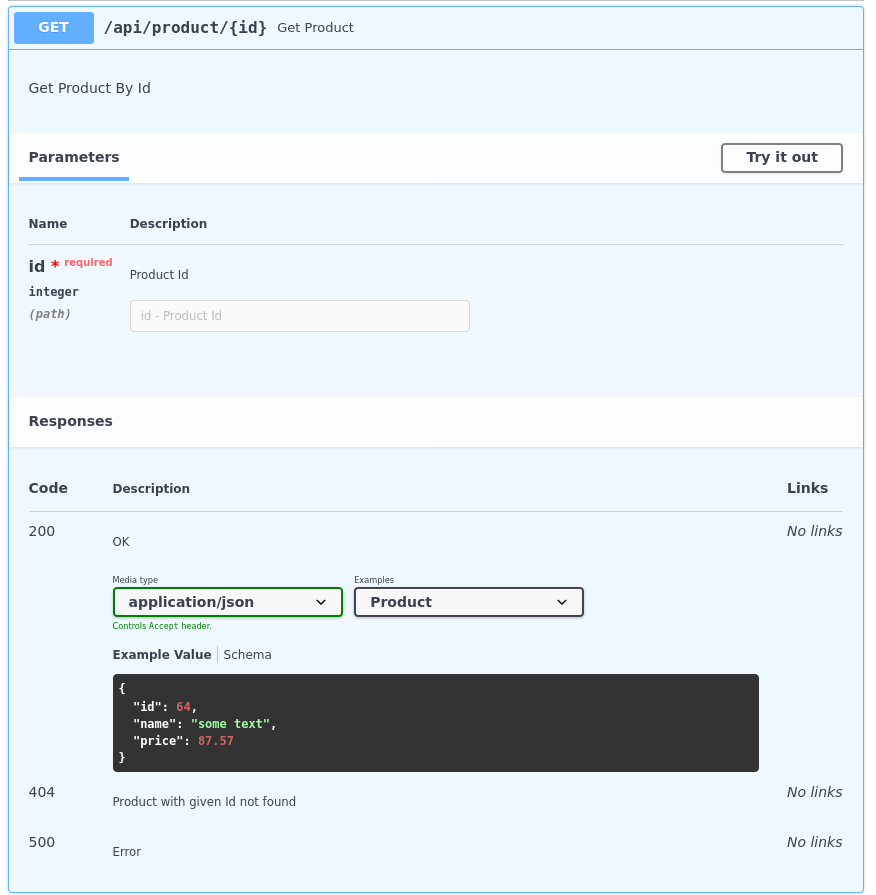 GET /api/product/{id} Get Product
Get Product By Id
Parameters Try it out
Name Description
id * required
integer
(path)
Product Id
id - Product Id
Responses
Code Description Links
200 OK No links
Media type Examples
application/json Product
Controls Accept header.
Example Value Schema
{
  "id": 64,
  "name": "some text",
  "price": 87.57
}
404 Product with given Id not found No links
500 Error No links